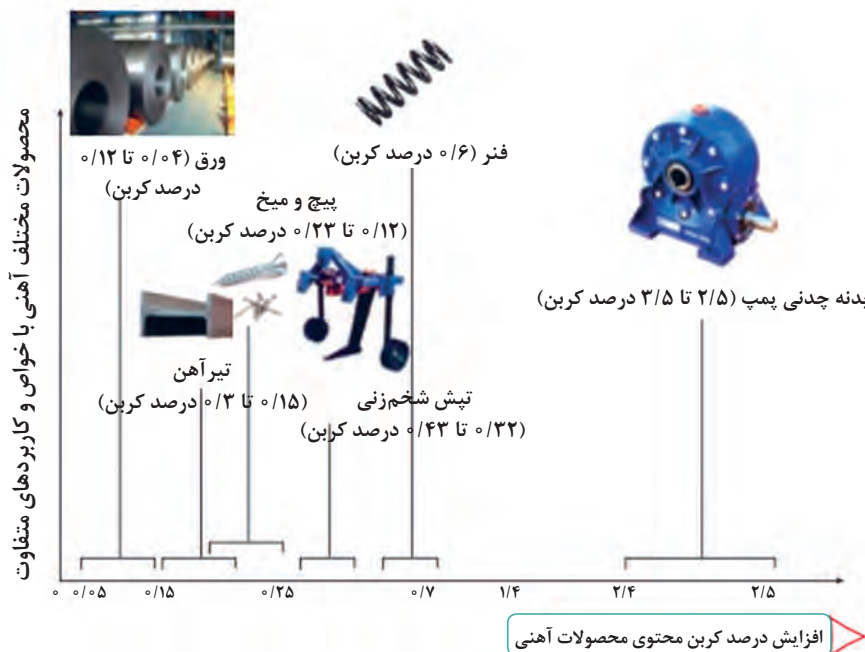 محصولات مختلف آهنی با خواص و کاربردهای متفاوت
ورق (۰/۰۴ تا ۰/۱۲
درصد کربن)
فنر (۰/۶ درصد کربن)
پیچ و میخ
(۰/۱۲ تا ۰/۲۳ درصد کربن)
بدنه چدنی پمپ (۲/۵ تا ۳/۵ درصد کربن)
تیرآهن
(۰/۱۵ تا ۰/۳ درصد کربن)
تپش شخم‌زنی
(۰/۳۲ تا ۰/۴۳ درصد کربن)
۰ ۰/۰۵ ۰/۱۵ ۰/۲۵ ۰/۷ ۱/۴ ۲/۴ ۲/۵
افزایش درصد کربن محتوی محصولات آهنی